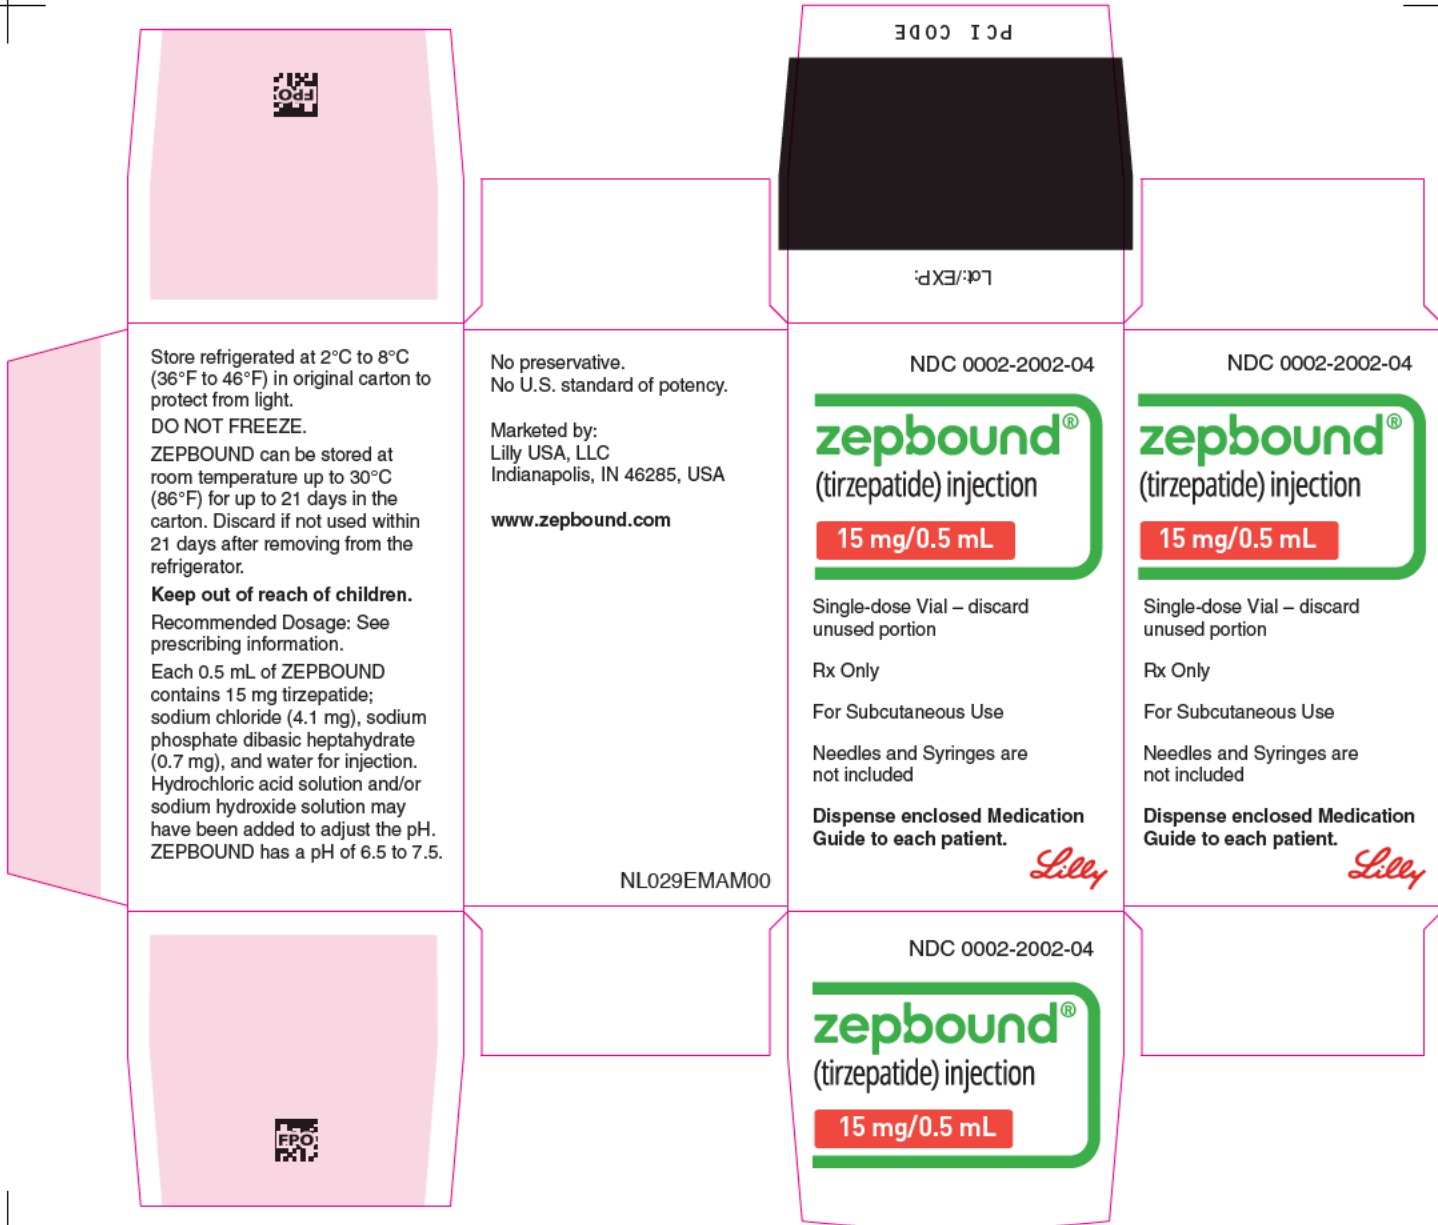 PCI CODE
FPO
Lot:/EXP:
Store refrigerated at 2°C to 8°C
(36°F to 46°F) in original carton to
protect from light.
DO NOT FREEZE.
ZEPBOUND can be stored at
room temperature up to 30°C
(86°F) for up to 21 days in the
carton. Discard if not used within
21 days after removing from the
refrigerator.
Keep out of reach of children.
Recommended Dosage: See
prescribing information.
Each 0.5 mL of ZEPBOUND
contains 15 mg tirzepatide;
sodium chloride (4.1 mg), sodium
phosphate dibasic heptahydrate
(0.7 mg), and water for injection.
Hydrochloric acid solution and/or
sodium hydroxide solution may
have been added to adjust the pH.
ZEPBOUND has a pH of 6.5 to 7.5.
No preservative.
No U.S. standard of potency.
Marketed by:
Lilly USA, LLC
Indianapolis, IN 46285, USA
www.zepbound.com
NL029EMAM00
NDC 0002-2002-04
zepbound®
(tirzepatide) injection
15 mg/0.5 mL
Single-dose Vial – discard
unused portion
Rx Only
For Subcutaneous Use
Needles and Syringes are
not included
Dispense enclosed Medication
Guide to each patient.
Lilly
NDC 0002-2002-04
zepbound®
(tirzepatide) injection
15 mg/0.5 mL
Single-dose Vial – discard
unused portion
Rx Only
For Subcutaneous Use
Needles and Syringes are
not included
Dispense enclosed Medication
Guide to each patient.
Lilly
FPO
NDC 0002-2002-04
zepbound®
(tirzepatide) injection
15 mg/0.5 mL